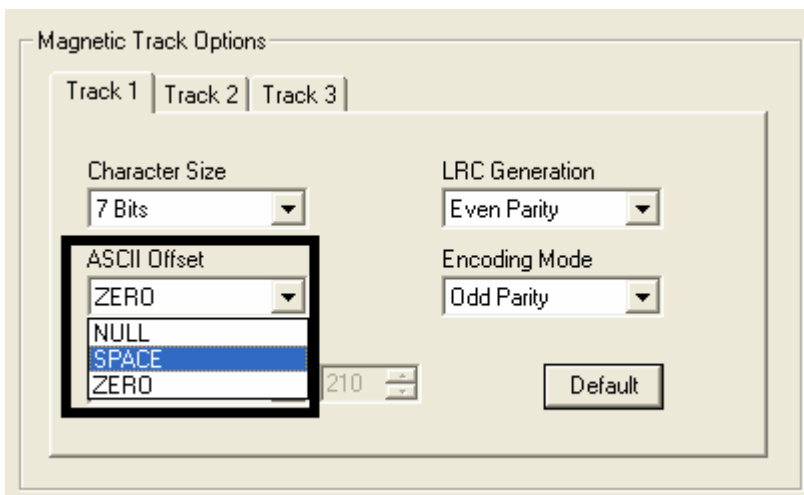 Magnetic Track Options
Track 1 Track 2 Track 3
Character Size LRC Generation
7 Bits Even Parity
ASCII Offset Encoding Mode
ZERO Odd Parity
NULL
SPACE
ZERO 210 Default